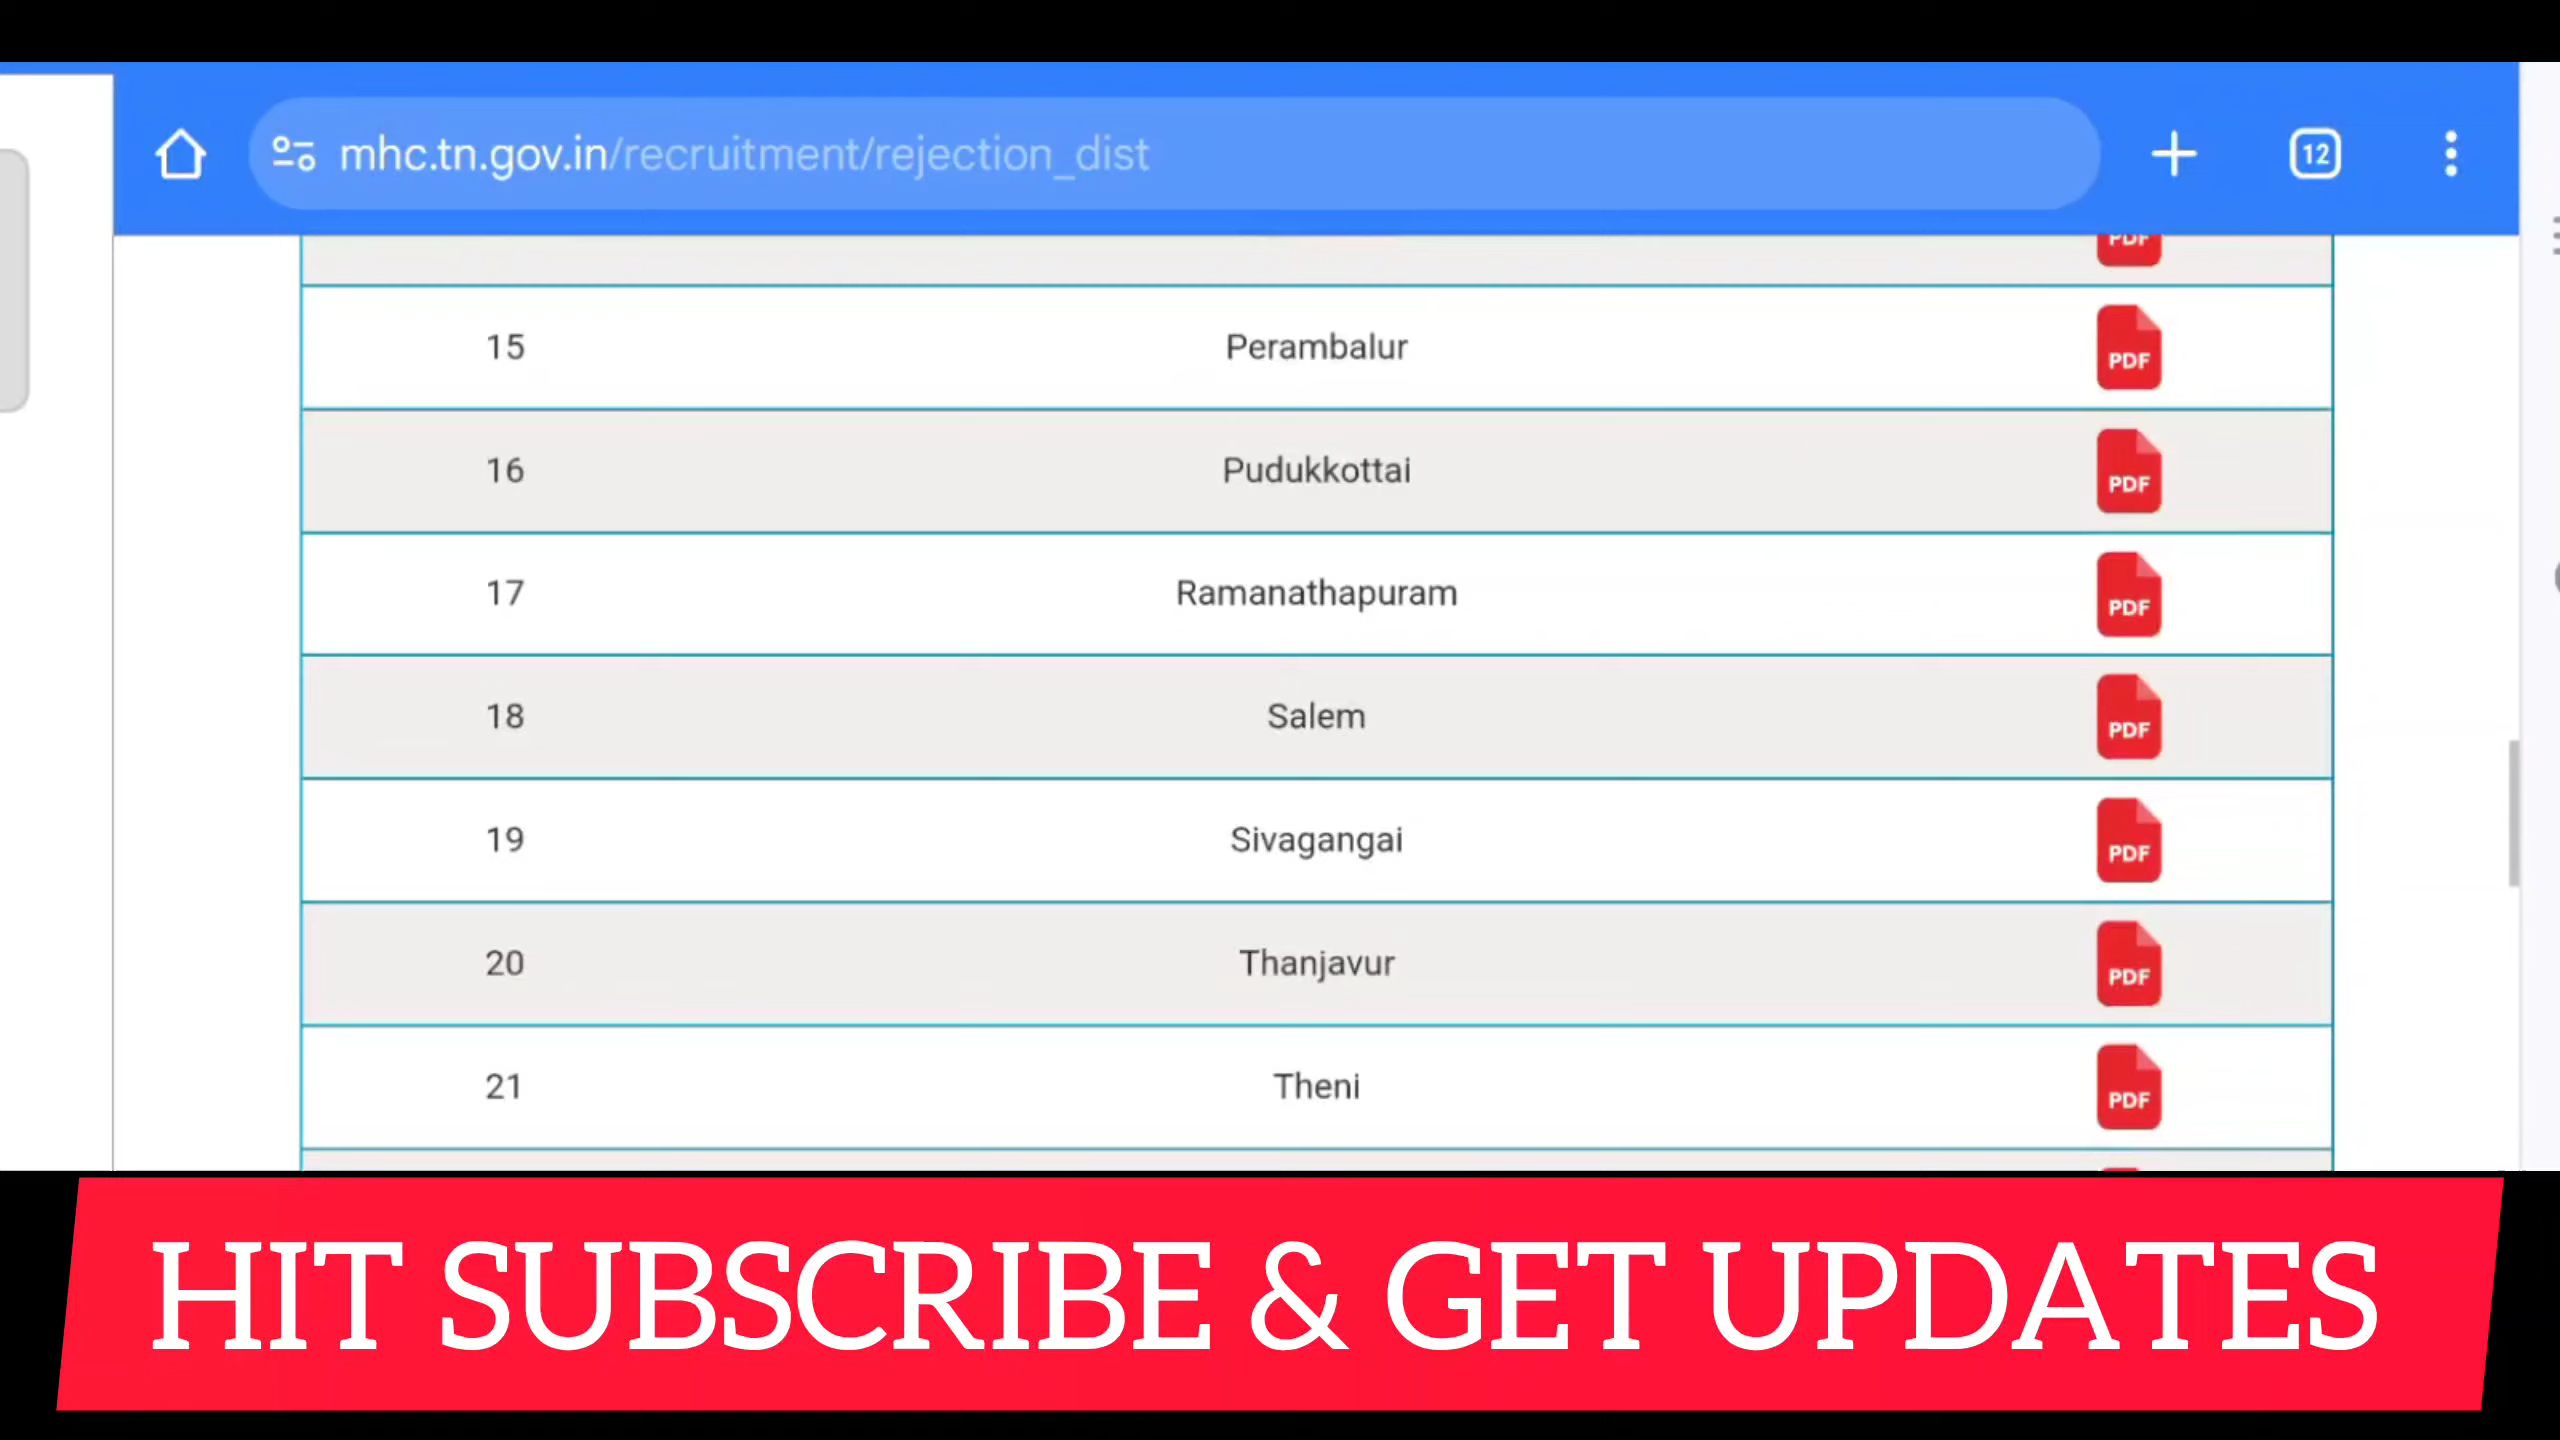 mhc.tn.gov.in/recruitment/rejection_dist
12
PDF
15 Perambalur PDF
16 Pudukkottai PDF
17 Ramanathapuram PDF
18 Salem PDF
19 Sivagangai PDF
20 Thanjavur PDF
21 Theni PDF
HIT SUBSCRIBE & GET UPDATES